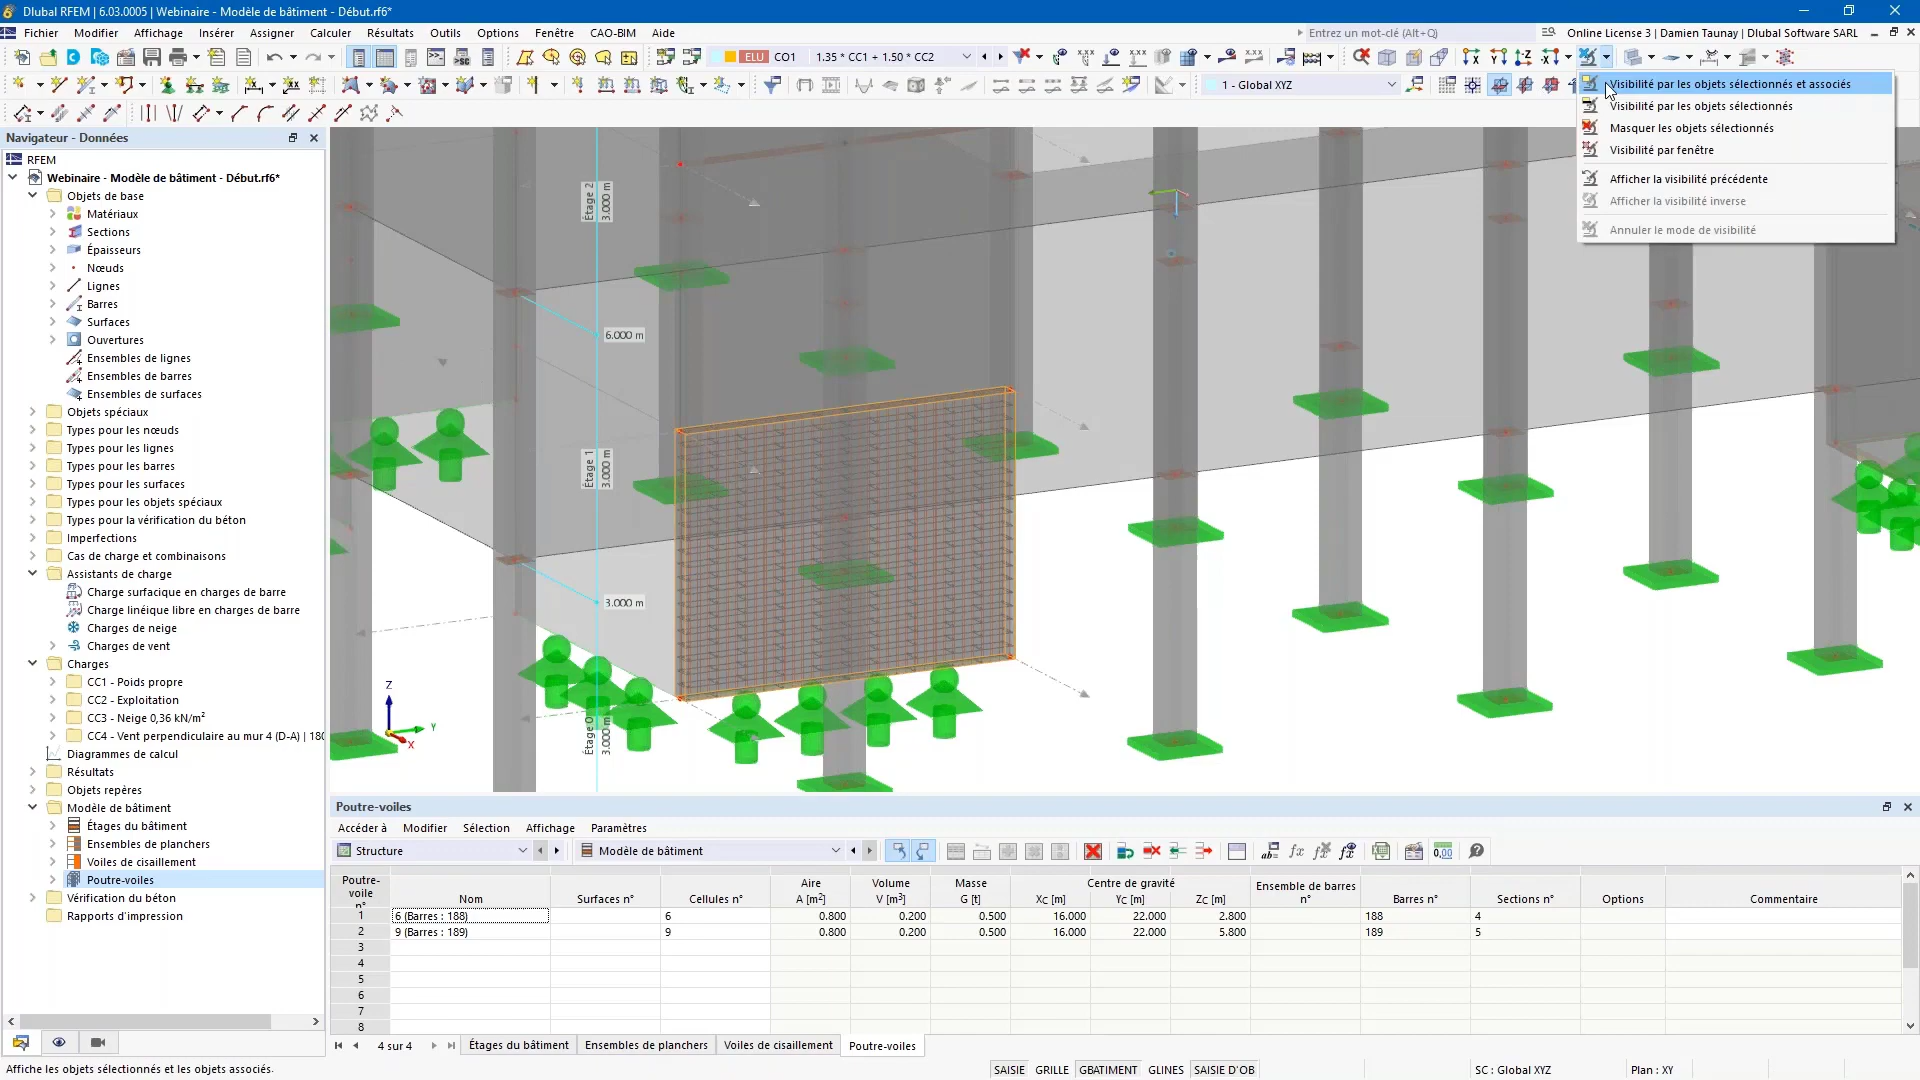 Dlubal RFEM | 6.03.0005 | Webinaire - Modèle de bâtiment - Début.rf6*
Fichier Modifier Affichage Insérer Assigner Calculer Résultats Outils Options Fenêtre CAO-BIM Aide
Entrez un mot-clé (Alt+Q)
Online License 3 | Damien Taunay | Dlubal Software SARL
ELU CO1 1.35 * CC1 + 1.50 * CC2
1 - Global XYZ
Visibilité par les objets sélectionnés et associés
Visibilité par les objets sélectionnés
Masquer les objets sélectionnés
Visibilité par fenêtre
Afficher la visibilité précédente
Afficher la visibilité inverse
Annuler le mode de visibilité
Navigateur - Données
RFEM
Webinaire - Modèle de bâtiment - Début.rf6*
Objets de base
Matériaux
Sections
Épaisseurs
Nœuds
Lignes
Barres
Surfaces
Ouvertures
Ensembles de lignes
Ensembles de barres
Ensembles de surfaces
Objets spéciaux
Types pour les nœuds
Types pour les lignes
Types pour les barres
Types pour les surfaces
Types pour les objets spéciaux
Types pour la vérification du béton
Imperfections
Cas de charge et combinaisons
Assistants de charge
Charge surfacique en charges de barre
Charge linéique libre en charges de barre
Charges de neige
Charges de vent
Charges
CC1 - Poids propre
CC2 - Exploitation
CC3 - Neige 0,36 kN/m²
CC4 - Vent perpendiculaire au mur 4 (D-A) | 180
Diagrammes de calcul
Résultats
Objets repères
Modèle de bâtiment
Étages du bâtiment
Ensembles de planchers
Voiles de cisaillement
Poutre-voiles
Vérification du béton
Rapports d'impression
Étage 2
3.000 m
6.000 m
Étage 1
3.000 m
3.000 m
Étage 0
3.000 m
Z
Y
X
Poutre-voiles
Accéder à Modifier Sélection Affichage Paramètres
Structure Modèle de bâtiment
Poutre-voile n° Nom Surfaces n° Cellules n° Aire A [m²] Volume V [m³] Masse G [t] Centre de gravité XC [m] YC [m] ZC [m] Ensemble de barres n° Barres n° Sections n° Options Commentaire
1 6 (Barres : 188) 6 0.800 0.200 0.500 16.000 22.000 2.800 188 4
2 9 (Barres : 189) 9 0.800 0.200 0.500 16.000 22.000 5.800 189 5
3
4
5
6
7
8
4 sur 4 Étages du bâtiment Ensembles de planchers Voiles de cisaillement Poutre-voiles
Affiche les objets sélectionnés et les objets associés.
SAISIE GRILLE GBATIMENT GLINES SAISIE D'OB SC : Global XYZ Plan : XY